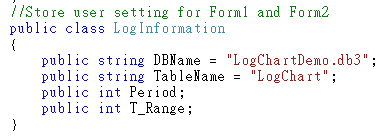 //Store user setting for Form1 and Form2
public class LogInformation
{
    public string DBName = "LogChartDemo.db3";
    public string TableName = "LogChart";
    public int Period;
    public int T_Range;
}